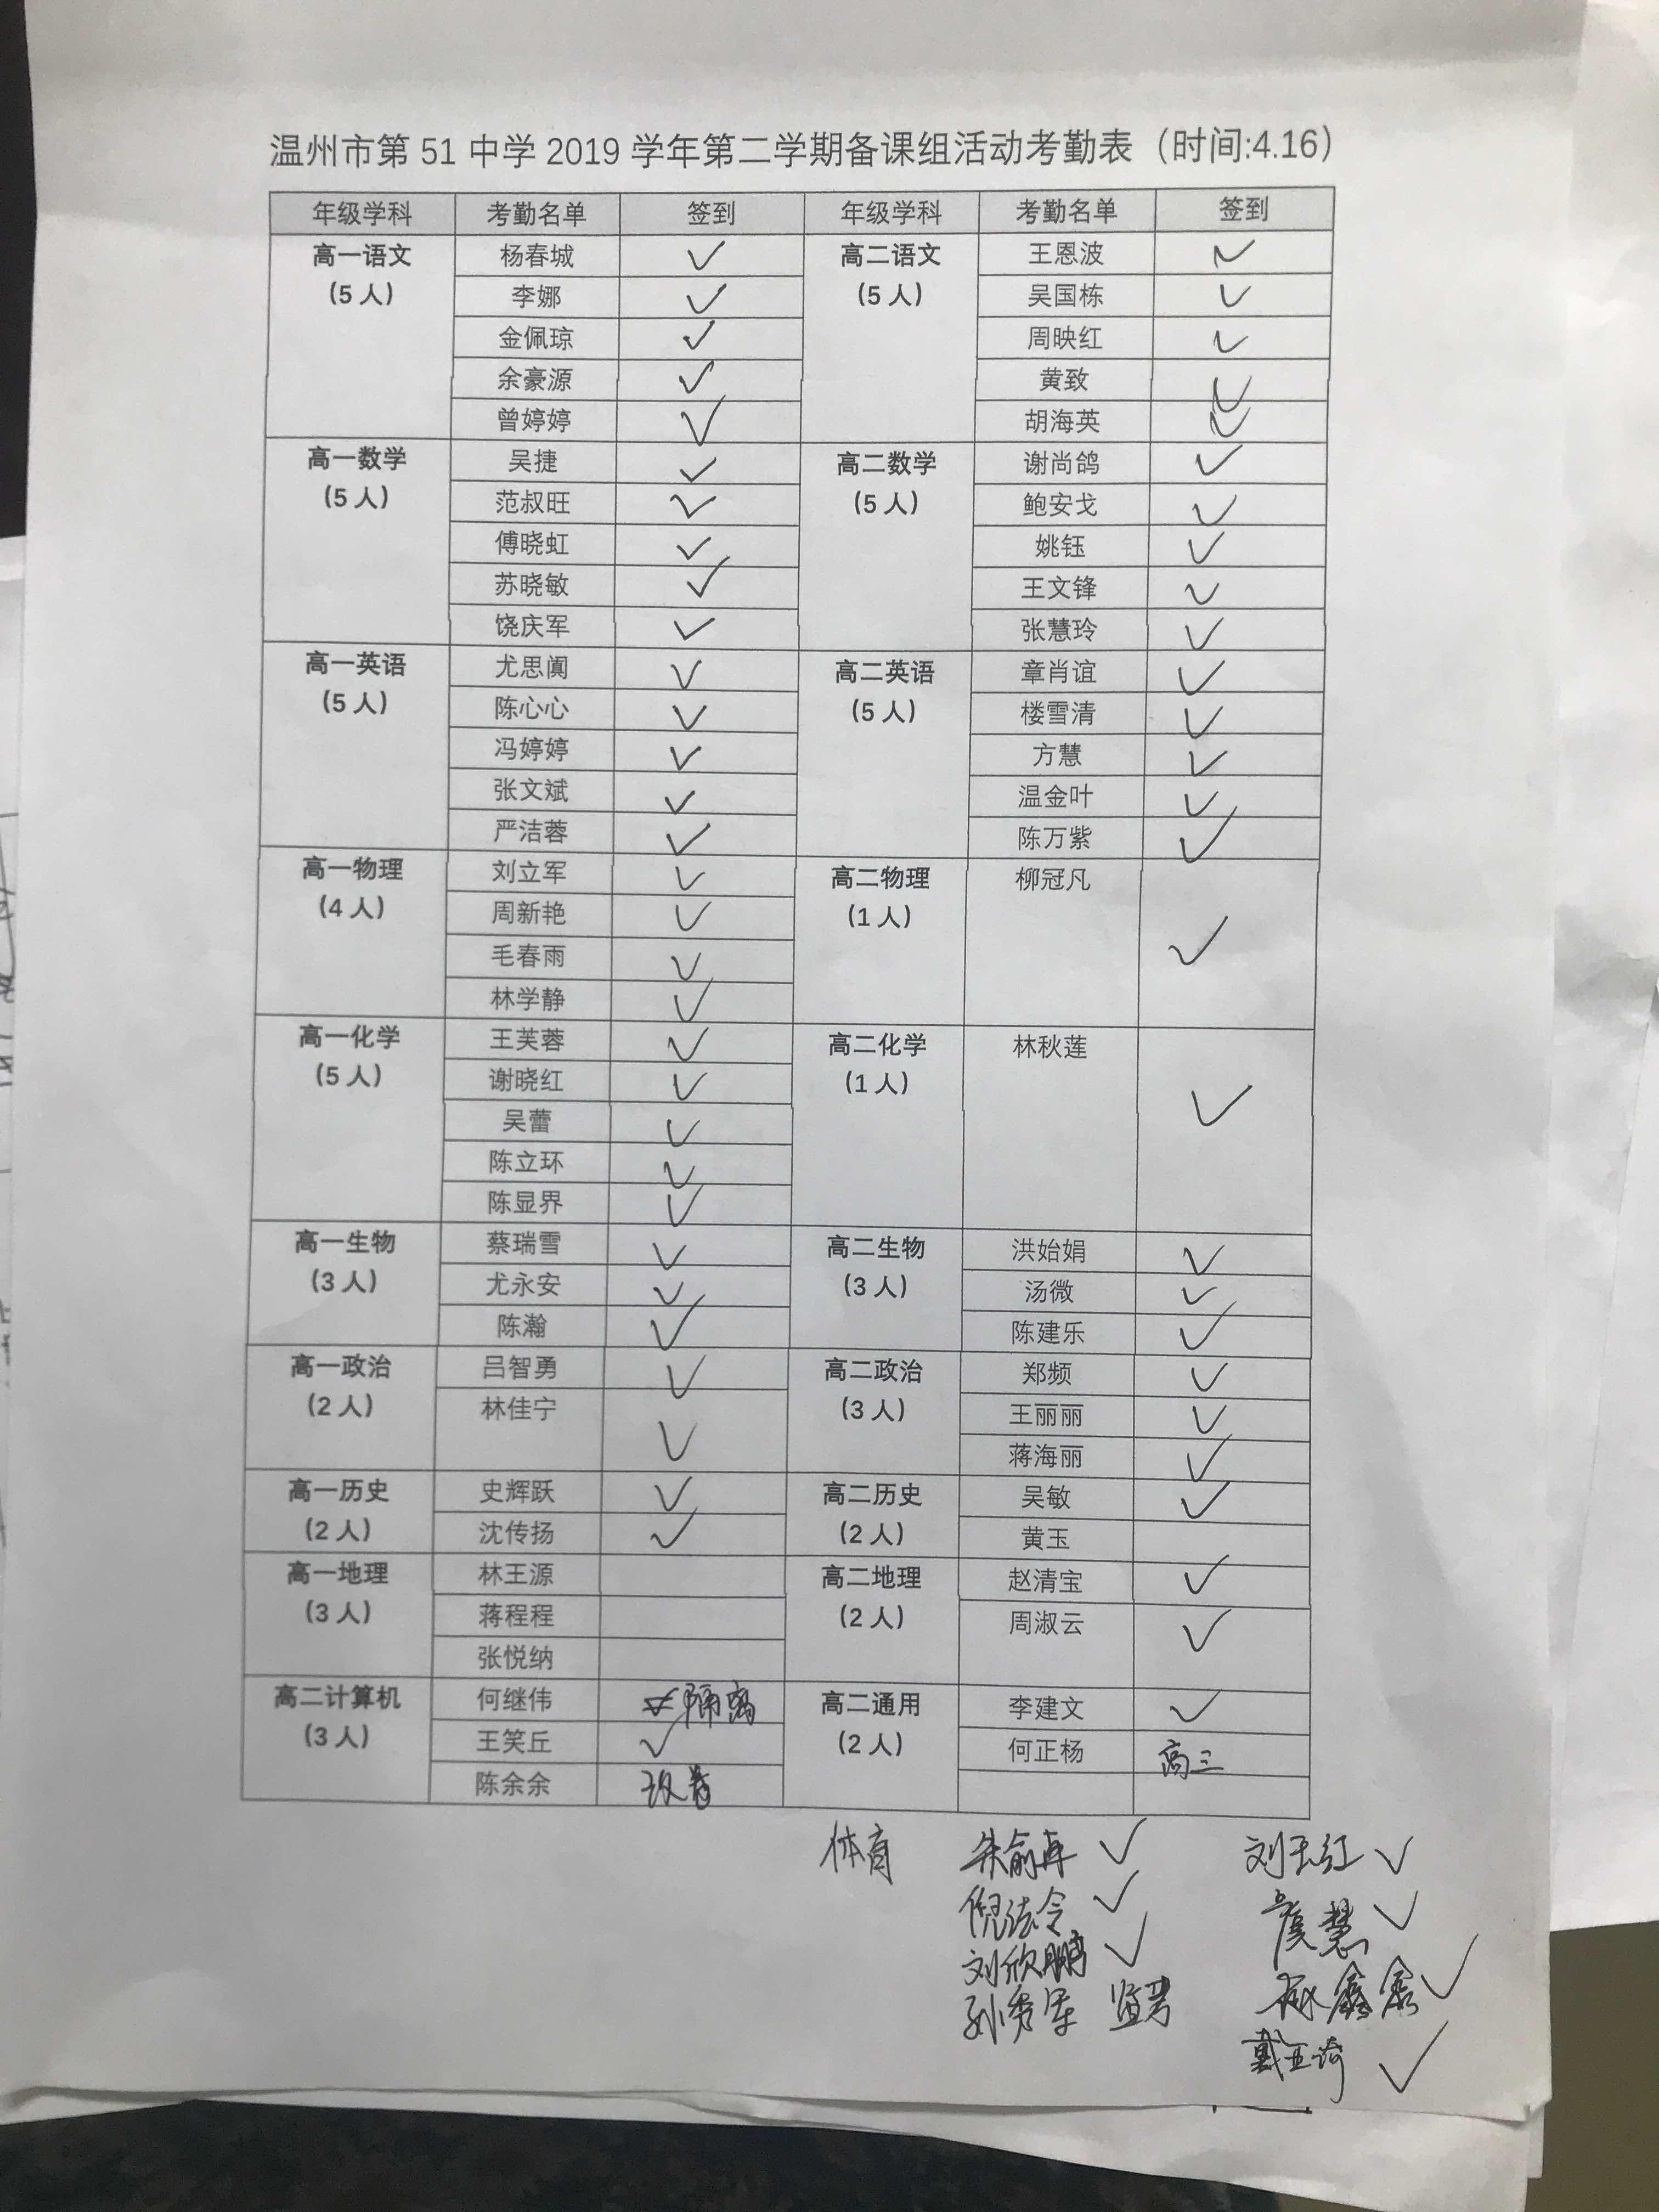 温州市第 51 中学 2019 学年第二学期备课组活动考勤表（时间:4.16）
年级学科 考勤名单 签到 年级学科 考勤名单 签到
高一语文 杨春城 ✓ 高二语文 王恩波 ✓
(5 人) 李娜 ✓ (5 人) 吴国栋 ✓
金佩琼 ✓ 周映红 ✓
余豪源 ✓ 黄致 ✓
曾婷婷 ✓ 胡海英 ✓
高一数学 吴捷 ✓ 高二数学 谢尚鸽 ✓
(5 人) 范叔旺 ✓ (5 人) 鲍安戈 ✓
傅晓虹 ✓ 姚钰 ✓
苏晓敏 ✓ 王文锋 ✓
饶庆军 ✓ 张慧玲 ✓
高一英语 尤思阗 ✓ 高二英语 章肖谊 ✓
(5 人) 陈心心 ✓ (5 人) 楼雪清 ✓
冯婷婷 ✓ 方慧 ✓
张文斌 ✓ 温金叶 ✓
严洁蓉 ✓ 陈万紫 ✓
高一物理 刘立军 ✓ 高二物理 柳冠凡 ✓
(4 人) 周新艳 ✓ (1 人)
毛春雨 ✓
林学静 ✓
高一化学 王芙蓉 ✓ 高二化学 林秋莲 ✓
(5 人) 谢晓红 ✓ (1 人)
吴蕾 ✓
陈立环 ✓
陈显界 ✓
高一生物 蔡瑞雪 ✓ 高二生物 洪始娟 ✓
(3 人) 尤永安 ✓ (3 人) 汤微 ✓
陈瀚 ✓ 陈建乐 ✓
高一政治 吕智勇 ✓ 高二政治 郑频 ✓
(2 人) 林佳宁 ✓ (3 人) 王丽丽 ✓
蒋海丽 ✓
高一历史 史辉跃 ✓ 高二历史 吴敏 ✓
(2 人) 沈传扬 ✓ (2 人) 黄玉
高一地理 林王源 高二地理 赵清宝 ✓
(3 人) 蒋程程 (2 人) 周淑云 ✓
张悦纳
高二计算机 何继伟 隔离 高二通用 李建文 ✓
(3 人) 王笑丘 ✓ (2 人) 何正杨 高三
陈余余 改卷
体育 朱俞冉 ✓ 刘玉红 ✓
倪法令 ✓ 虞慧 ✓
刘欣鹏 ✓ 鑫鑫 ✓
孙秀军 监考 戴亚琦 ✓